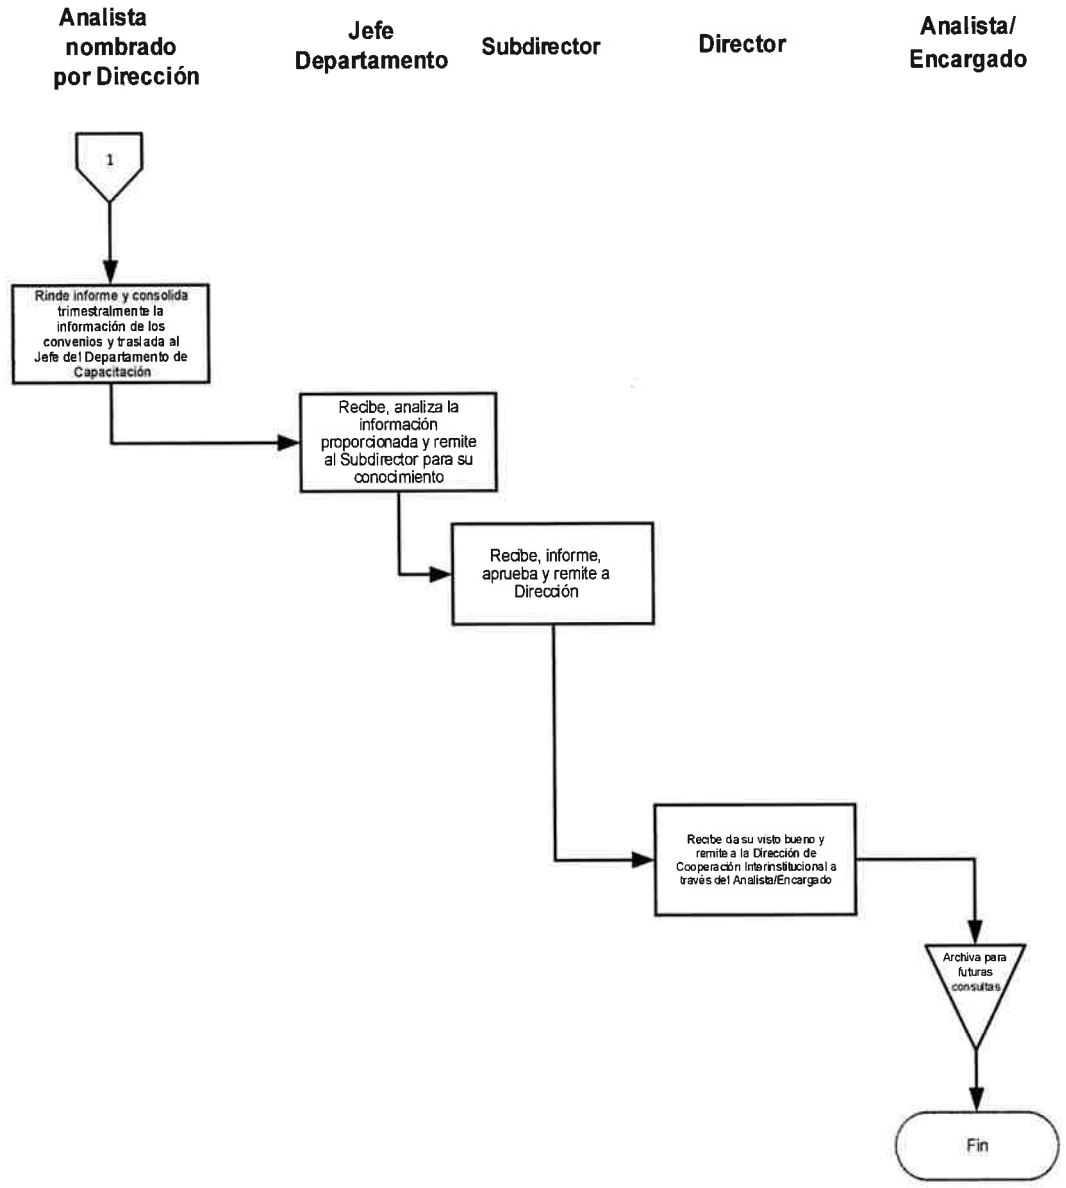 Analista
nombrado
por Dirección
Jefe
Departamento
Subdirector
Director
Analista/
Encargado
1
Rinde informe y consolida
trimestralmente la
información de los
convenios y traslada al
Jefe del Departamento de
Capacitación
Recibe, analiza la
información
proporcionada y remite
al Subdirector para su
conocimiento
Recibe, informe,
aprueba y remite a
Dirección
Recibe da su visto bueno y
remite a la Dirección de
Cooperación Interinstitucional a
través del Analista/Encargado
Archiva para
futuras
consultas
Fin